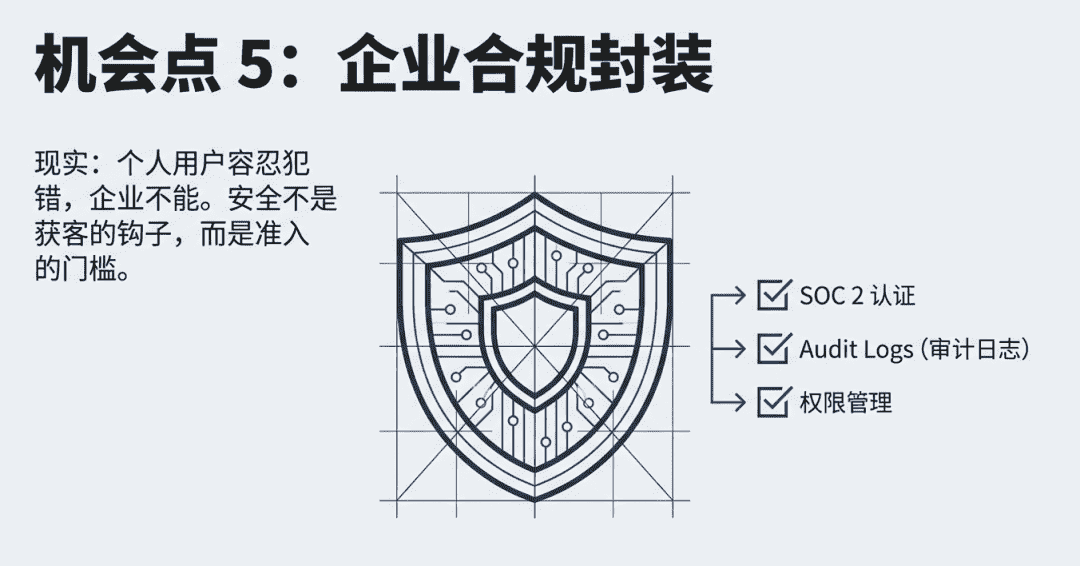 机会点 5：企业合规封装
现实：个人用户容忍犯
错，企业不能。安全不是
获客的钩子，而是准入
的门槛。
SOC 2 认证
Audit Logs（审计日志）
权限管理